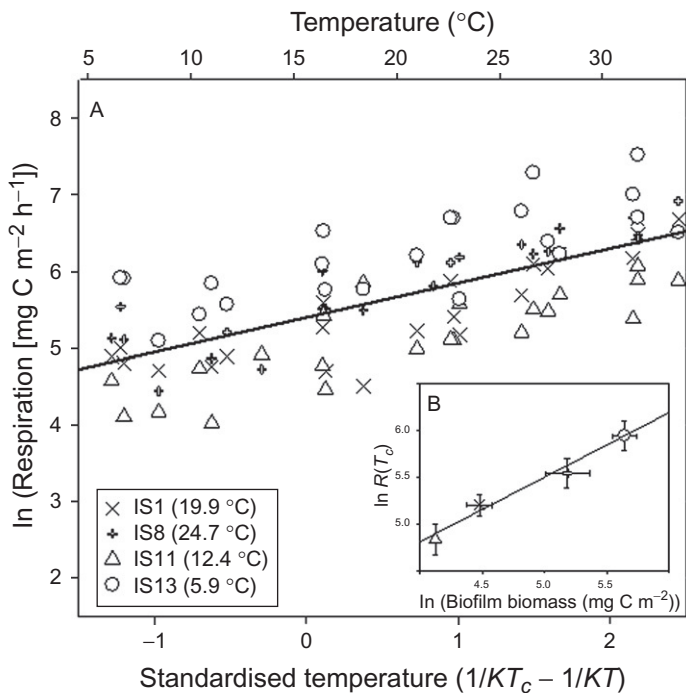 Temperature (°C)
5 10 15 20 25 30
A
8
7
6
5
4
3
2
ln (Respiration [mg C m⁻² h⁻¹])
IS1 (19.9 °C)
IS8 (24.7 °C)
IS11 (12.4 °C)
IS13 (5.9 °C)
B
6.0
5.5
5.0
ln R(Tc)
4.5 5.0 5.5
ln (Biofilm biomass (mg C m⁻²))
−1 0 1 2
Standardised temperature (1/KTc − 1/KT)